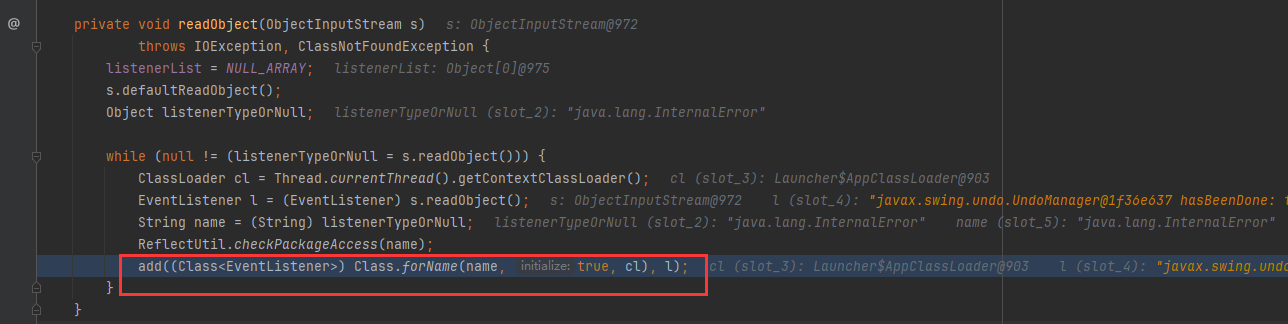 @ private void readObject(ObjectInputStream s) s: ObjectInputStream@972
throws IOException, ClassNotFoundException {
listenerList = NULL_ARRAY; listenerList: Object[0]@975
s.defaultReadObject();
Object listenerTypeOrNull; listenerTypeOrNull (slot_2): "java.lang.InternalError"
while (null != (listenerTypeOrNull = s.readObject())) {
ClassLoader cl = Thread.currentThread().getContextClassLoader(); cl (slot_3): Launcher$AppClassLoader@903
EventListener l = (EventListener) s.readObject(); s: ObjectInputStream@972 l (slot_4): "javax.swing.undo.UndoManager@1f36e637 hasBeenDone: t
String name = (String) listenerTypeOrNull; listenerTypeOrNull (slot_2): "java.lang.InternalError" name (slot_5): "java.lang.InternalError"
ReflectUtil.checkPackageAccess(name);
add((Class<EventListener>) Class.forName(name, initialize: true, cl), l); cl (slot_3): Launcher$AppClassLoader@903 l (slot_4): "javax.swing.undo
}
}